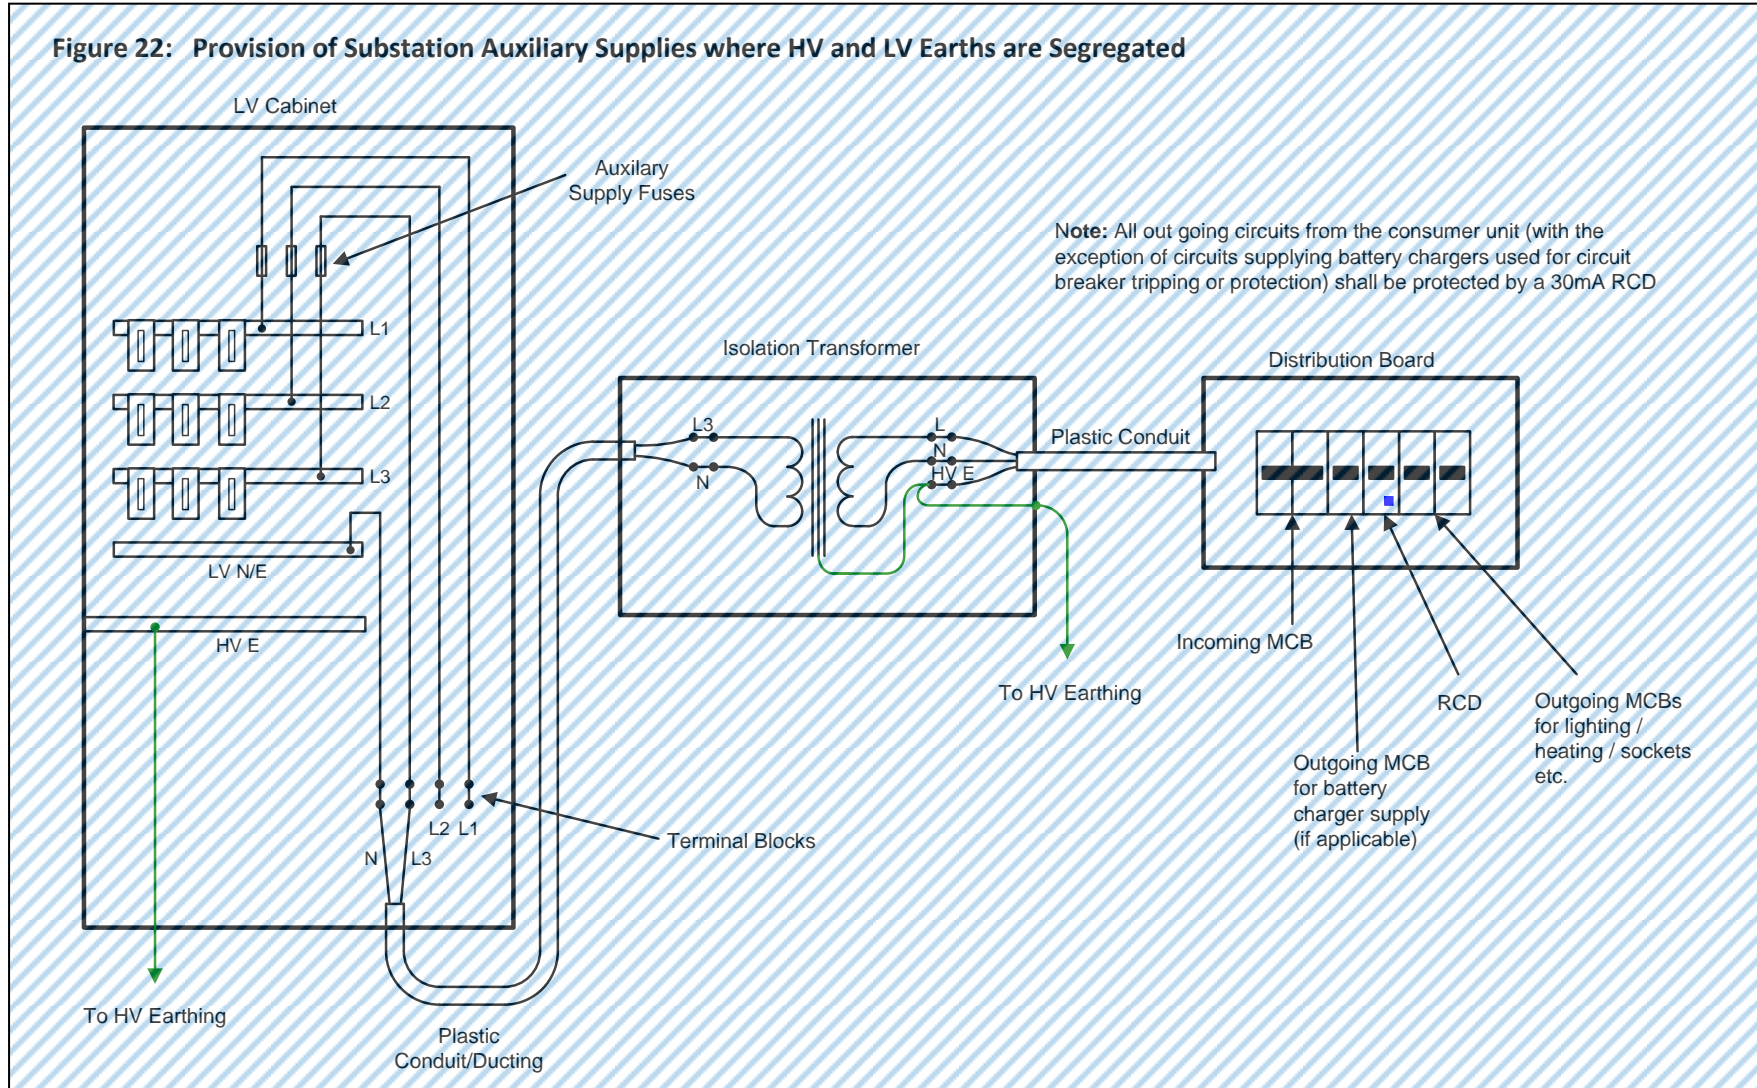 Figure 22: Provision of Substation Auxiliary Supplies where HV and LV Earths are Segregated
LV Cabinet
Auxilary
Supply Fuses
Note: All out going circuits from the consumer unit (with the
exception of circuits supplying battery chargers used for circuit
breaker tripping or protection) shall be protected by a 30mA RCD
L1
L2
L3
LV N/E
HV E
To HV Earthing
L2 L1
N
L3
Terminal Blocks
Plastic
Conduit/Ducting
Isolation Transformer
L3
N
L
N
HV E
To HV Earthing
Plastic Conduit
Distribution Board
Incoming MCB
Outgoing MCB
for battery
charger supply
(if applicable)
RCD
Outgoing MCBs
for lighting /
heating / sockets
etc.